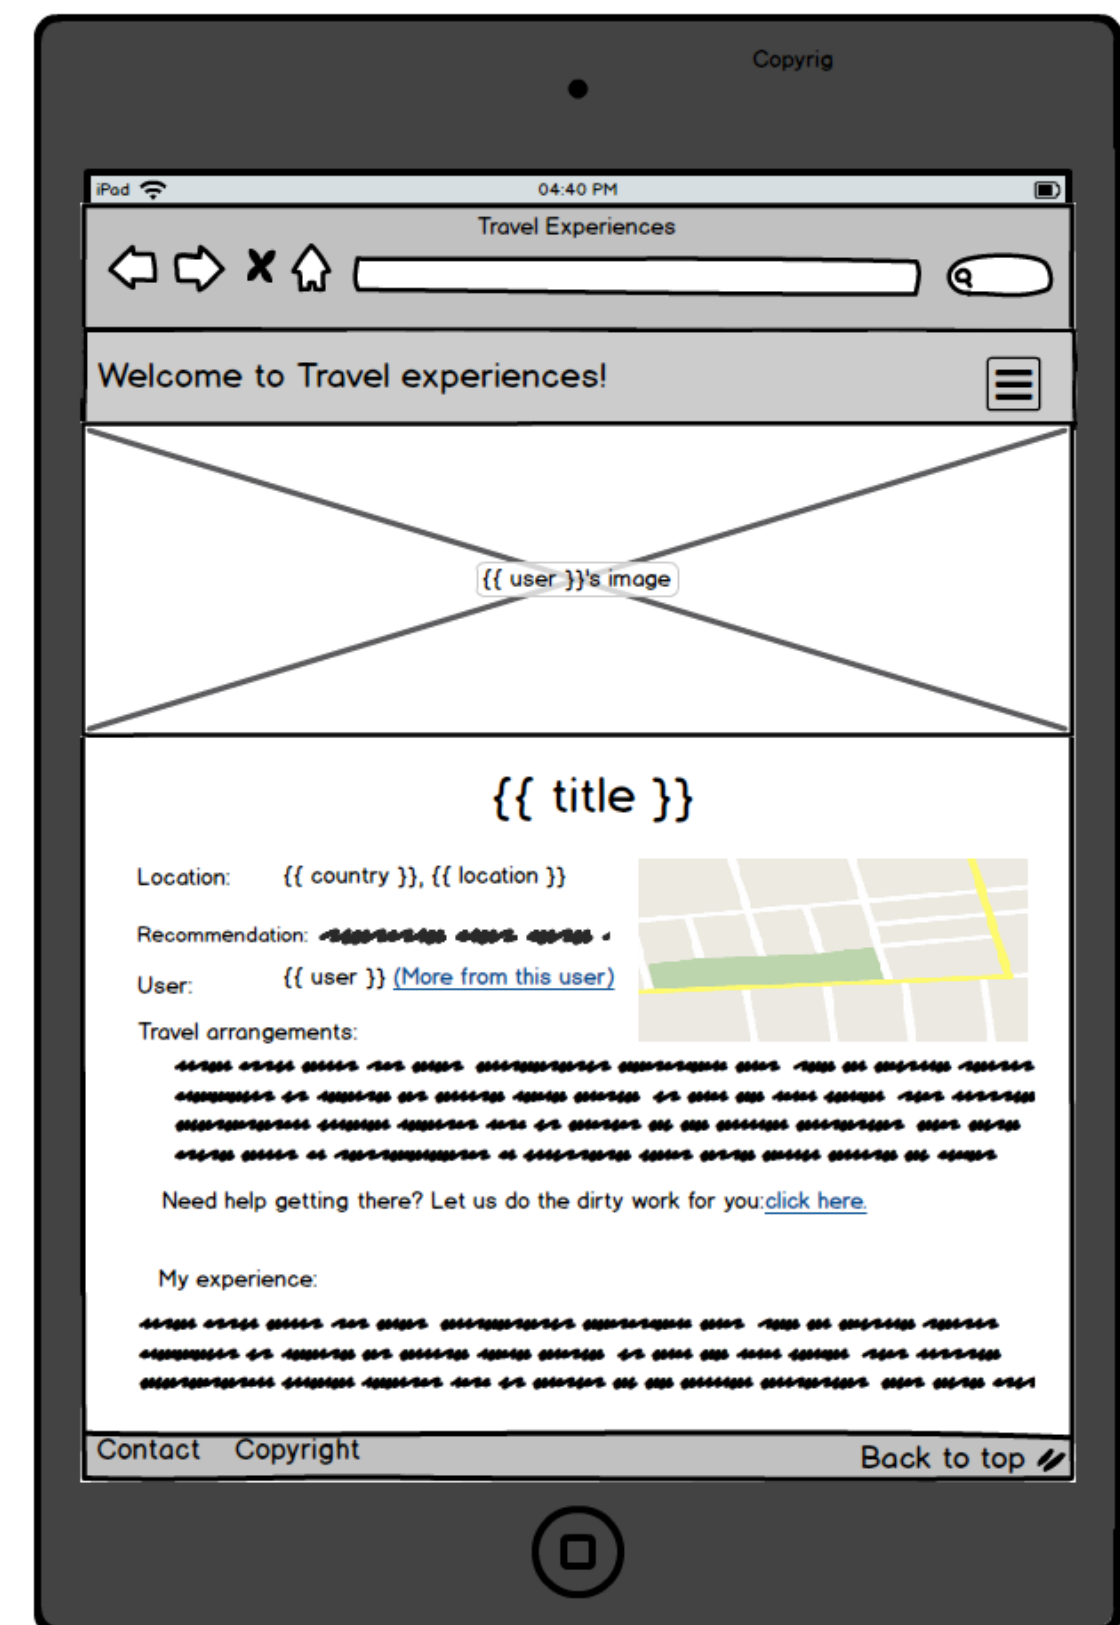 Copyrig
iPad 04:40 PM
Travel Experiences
Welcome to Travel experiences!
{{ user }}'s image
{{ title }}
Location: {{ country }}, {{ location }}
Recommendation:
User: {{ user }} (More from this user)
Travel arrangements:
Need help getting there? Let us do the dirty work for you:click here.
My experience:
Contact Copyright Back to top